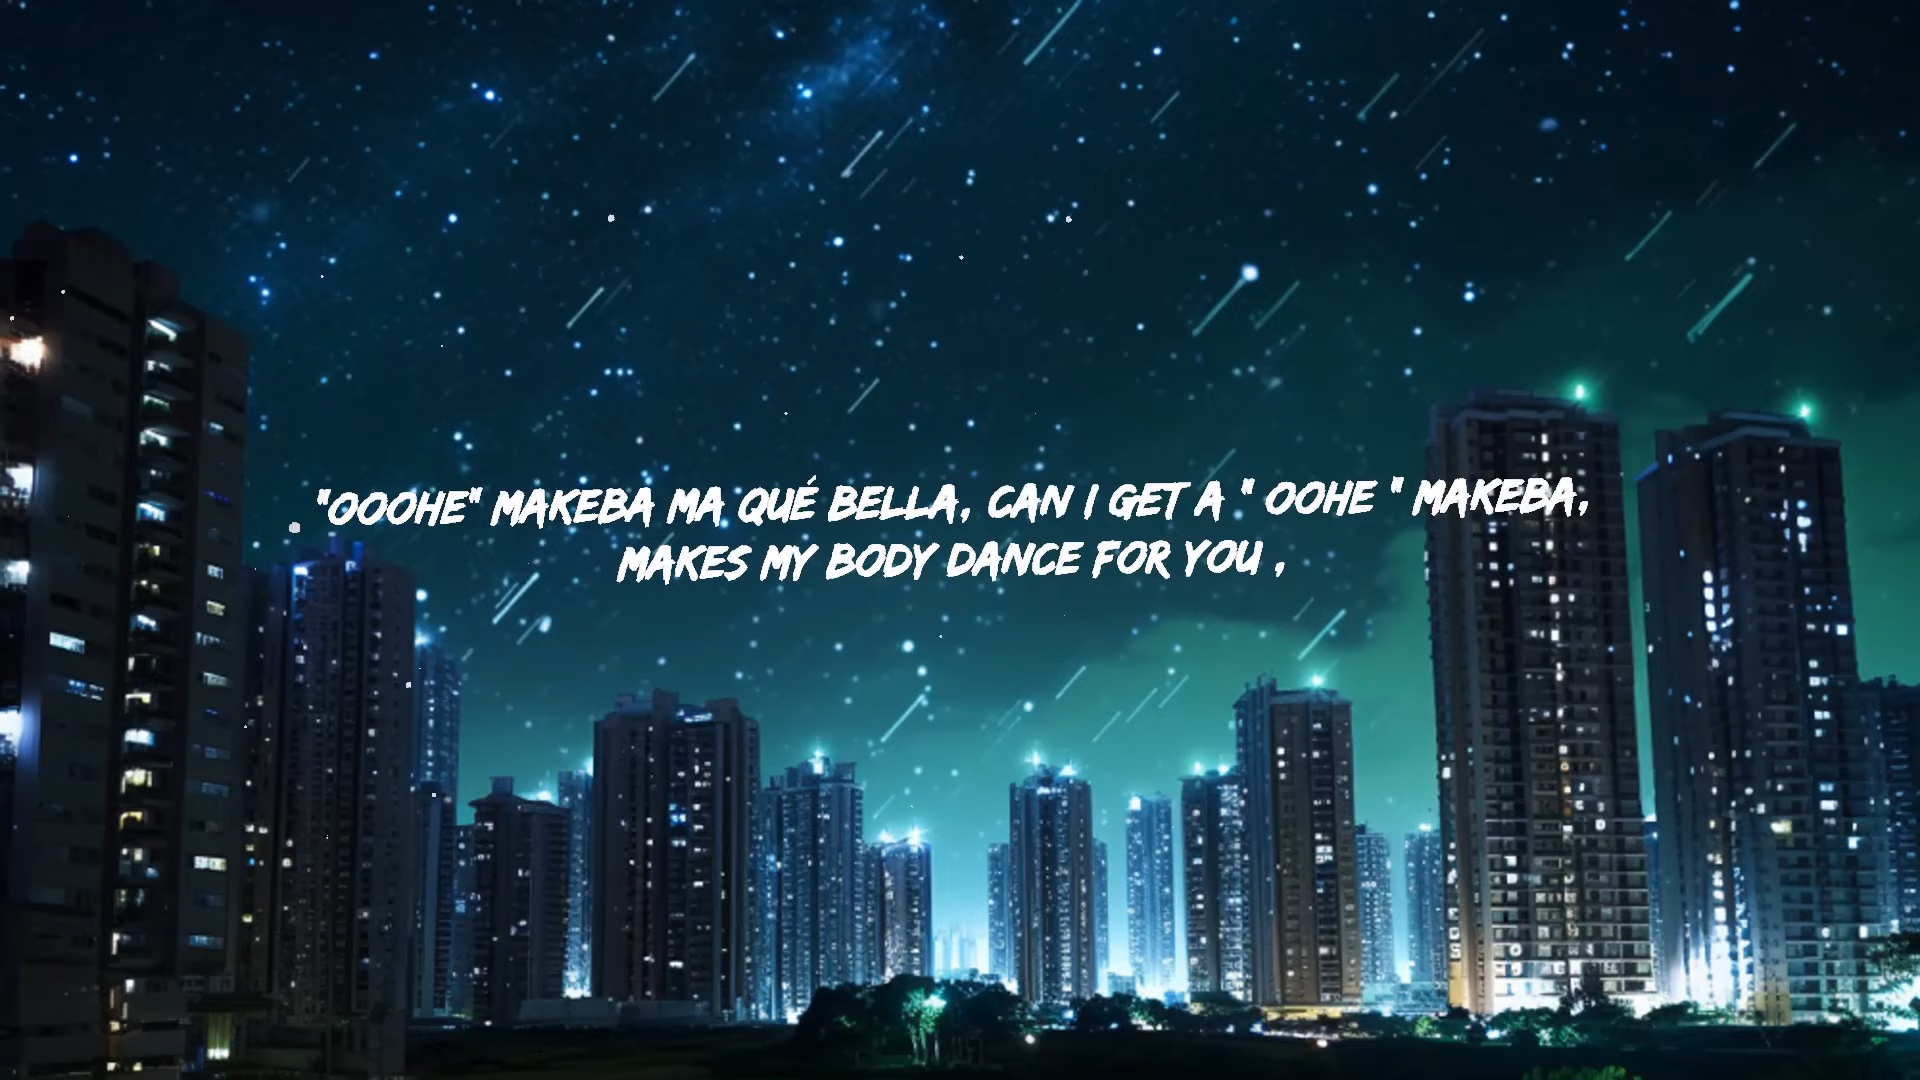 "OOOHE" MAKEBA MA QUÉ BELLA, CAN I GET A " OOHE " MAKEBA,
MAKES MY BODY DANCE FOR YOU ,